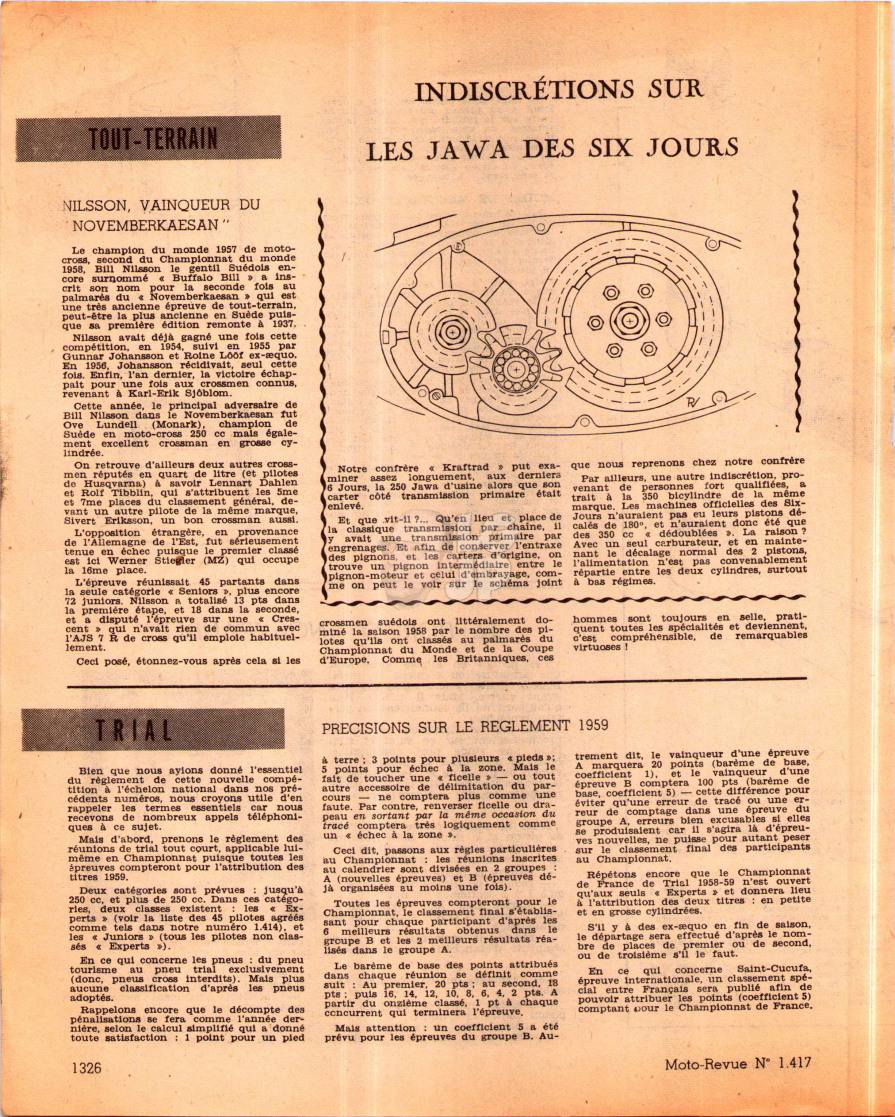 INDISCRÉTIONS SUR
LES JAWA DES SIX JOURS
TOUT-TERRAIN
NILSSON, VAINQUEUR DU
NOVEMBERKAESAN"
Le champion du monde 1957 de moto-
cross, second du Championnat du monde
1958, Bill Nilsson le gentil Suédois en-
core surnommé « Buffalo Bill » a ins-
crit son nom pour la seconde fois au
palmarès du « Novemberkaesan » qui est
une très ancienne épreuve de tout-terrain,
peut-être la plus ancienne en Suède puis-
que sa première édition remonte à 1937.
Nilsson avait déjà gagné une fois cette
compétition, en 1954, suivi en 1955 par
Gunnar Johansson et Roine Lööf ex-æquo.
En 1956, Johansson récidivait, seul cette
fois. Enfin, l'an dernier, la victoire échap-
pait pour une fois aux crossmen connus,
revenant à Karl-Erik Sjöblom.
Cette année, le principal adversaire de
Bill Nilsson dans le Novemberkaesan fut
Ove Lundell (Monark), champion de
Suède en moto-cross 250 cc mais égale-
ment excellent crossman en grosse cy-
lindrée.
On retrouve d'ailleurs deux autres cross-
men réputés en quart de litre (et pilotes
de Husqvarna) à savoir Lennart Dahlen
et Rolf Tibblin, qui s'attribuent les 5me
et 7me places du classement général, de-
vant un autre pilote de la même marque,
Sivert Eriksson, un bon crossman aussi.
L'opposition étrangère, en provenance
de l'Allemagne de l'Est, fut sérieusement
tenue en échec puisque le premier classé
est ici Werner Stiegler (MZ) qui occupe
la 16me place.
L'épreuve réunissait 45 partants dans
la seule catégorie « Seniors », plus encore
72 juniors. Nilsson a totalisé 13 pts dans
la première étape, et 18 dans la seconde,
et a disputé l'épreuve sur une « Cres-
cent » qui n'avait rien de commun avec
l'AJS 7 R de cross qu'il emploie habituel-
lement.
Ceci posé, étonnez-vous après cela si les
RV
Notre confrère « Kraftrad » put exa-
miner assez longuement, aux derniers
6 Jours, la 250 Jawa d'usine alors que son
carter côté transmission primaire était
enlevé.
Et que vit-il ?... Qu'en lieu et place de
la classique transmission par chaîne, il
y avait une transmission primaire par
engrenages. Et afin de conserver l'entraxe
des pignons, et les carters d'origine, on
trouve un pignon intermédiaire entre le
pignon-moteur et celui d'embrayage, com-
me on peut le voir sur le schéma joint
que nous reprenons chez notre confrère
Par ailleurs, une autre indiscrétion, pro-
venant de personnes fort qualifiées, a
trait à la 350 bicylindre de la même
marque. Les machines officielles des Six-
Jours n'auraient pas eu leurs pistons dé-
calés de 180°, et n'auraient donc été que
des 350 cc « dédoublées ». La raison ?
Avec un seul carburateur, et en mainte-
nant le décalage normal des 2 pistons,
l'alimentation n'est pas convenablement
répartie entre les deux cylindres, surtout
à bas régimes.
crossmen suédois ont littéralement do-
miné la saison 1958 par le nombre des pi-
lotes qu'ils ont classés au palmarès du
Championnat du Monde et de la Coupe
d'Europe. Comme les Britanniques, ces
hommes sont toujours en selle, prati-
quent toutes les spécialités et deviennent,
c'est compréhensible, de remarquables
virtuoses !
TRIAL
PRECISIONS SUR LE REGLEMENT 1959
Bien que nous ayions donné l'essentiel
du règlement de cette nouvelle compé-
tition à l'échelon national dans nos pré-
cédents numéros, nous croyons utile d'en
rappeler les termes essentiels car nous
recevons de nombreux appels téléphoni-
ques à ce sujet.
Mais d'abord, prenons le règlement des
réunions de trial tout court, applicable lui-
même en Championnat puisque toutes les
épreuves compteront pour l'attribution des
titres 1959.
Deux catégories sont prévues : jusqu'à
250 cc, et plus de 250 cc. Dans ces catégo-
ries, deux classes existent : les « Ex-
perts » (voir la liste des 45 pilotes agréés
comme tels dans notre numéro 1.414), et
les « Juniors » (tous les pilotes non clas-
sés « Experts »).
En ce qui concerne les pneus : du pneu
tourisme au pneu trial exclusivement
(donc, pneus cross interdits). Mais plus
aucune classification d'après les pneus
adoptés.
Rappelons encore que le décompte des
pénalisations se fera comme l'année der-
nière, selon le calcul simplifié qui a donné
toute satisfaction : 1 point pour un pied
à terre ; 3 points pour plusieurs « pieds » ;
5 points pour échec à la zone. Mais le
fait de toucher une « ficelle » — ou tout
autre accessoire de délimitation du par-
cours — ne comptera plus comme une
faute. Par contre, renverser ficelle ou dra-
peau en sortant par la même occasion du
tracé comptera très logiquement comme
un « échec à la zone ».
Ceci dit, passons aux règles particulières
au Championnat : les réunions inscrites
au calendrier sont divisées en 2 groupes :
A (nouvelles épreuves) et B (épreuves dé-
jà organisées au moins une fois).
Toutes les épreuves compteront pour le
Championnat, le classement final s'établis-
sant pour chaque participant d'après les
6 meilleurs résultats obtenus dans le
groupe B et les 2 meilleurs résultats réa-
lisés dans le groupe A.
Le barème de base des points attribués
dans chaque réunion se définit comme
suit : Au premier, 20 pts ; au second, 18
pts ; puis 16, 14, 12, 10, 8, 6, 4, 2 pts. A
partir du onzième classé, 1 pt à chaque
concurrent qui terminera l'épreuve.
Mais attention : un coefficient 5 a été
prévu pour les épreuves du groupe B. Au-
trement dit, le vainqueur d'une épreuve
A marquera 20 points (barème de base,
coefficient 1), et le vainqueur d'une
épreuve B comptera 100 pts (barème de
base, coefficient 5) — cette différence pour
éviter qu'une erreur de tracé ou une er-
reur de comptage dans une épreuve du
groupe A, erreurs bien excusables si elles
se produisaient car il s'agira là d'épreu-
ves nouvelles, ne puisse pour autant peser
sur le classement final des participants
au Championnat.
Répétons encore que le Championnat
de France de Trial 1958-59 n'est ouvert
qu'aux seuls « Experts » et donnera lieu
à l'attribution des deux titres : en petite
et en grosse cylindrées.
S'il y a des ex-æquo en fin de saison,
le départage sera effectué d'après le nom-
bre de places de premier ou de second,
ou de troisième s'il le faut.
En ce qui concerne Saint-Cucufa,
épreuve internationale, un classement spé-
cial entre Français sera publié afin de
pouvoir attribuer les points (coefficient 5)
comptant pour le Championnat de France.
1326
Moto-Revue N° 1.417